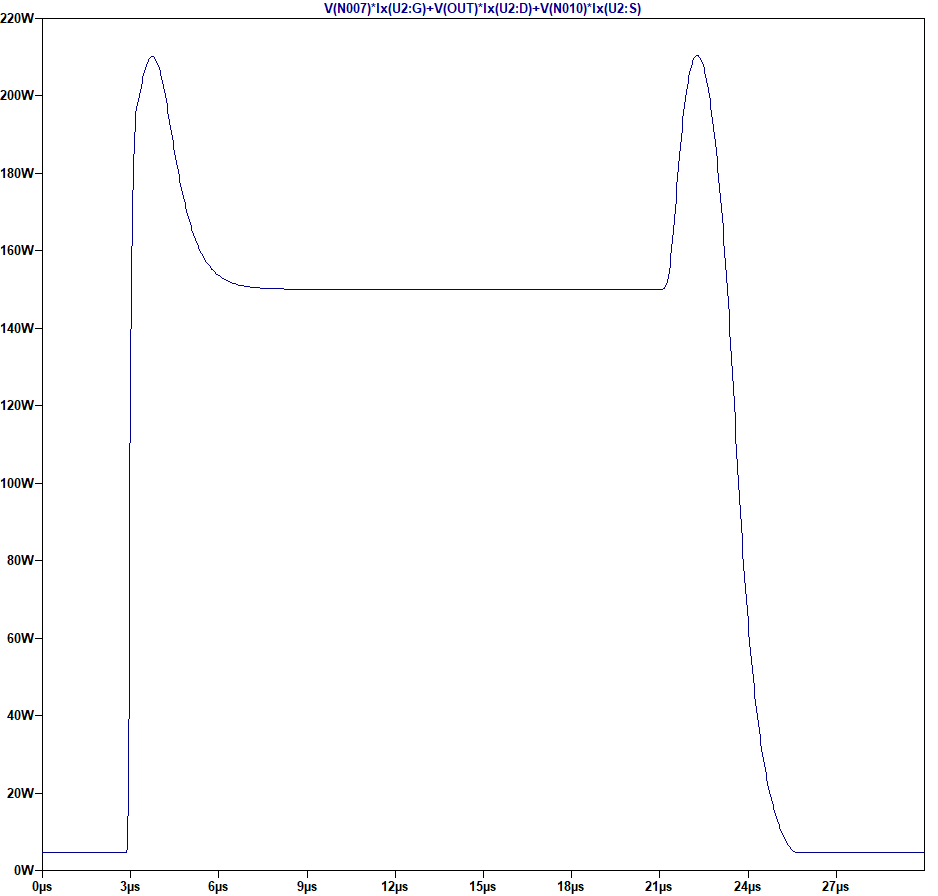 V(N007)*Ix(U2:G)+V(OUT)*Ix(U2:D)+V(N010)*Ix(U2:S)
220W
200W
180W
160W
140W
120W
100W
80W
60W
40W
20W
0W
0µs 3µs 6µs 9µs 12µs 15µs 18µs 21µs 24µs 27µs